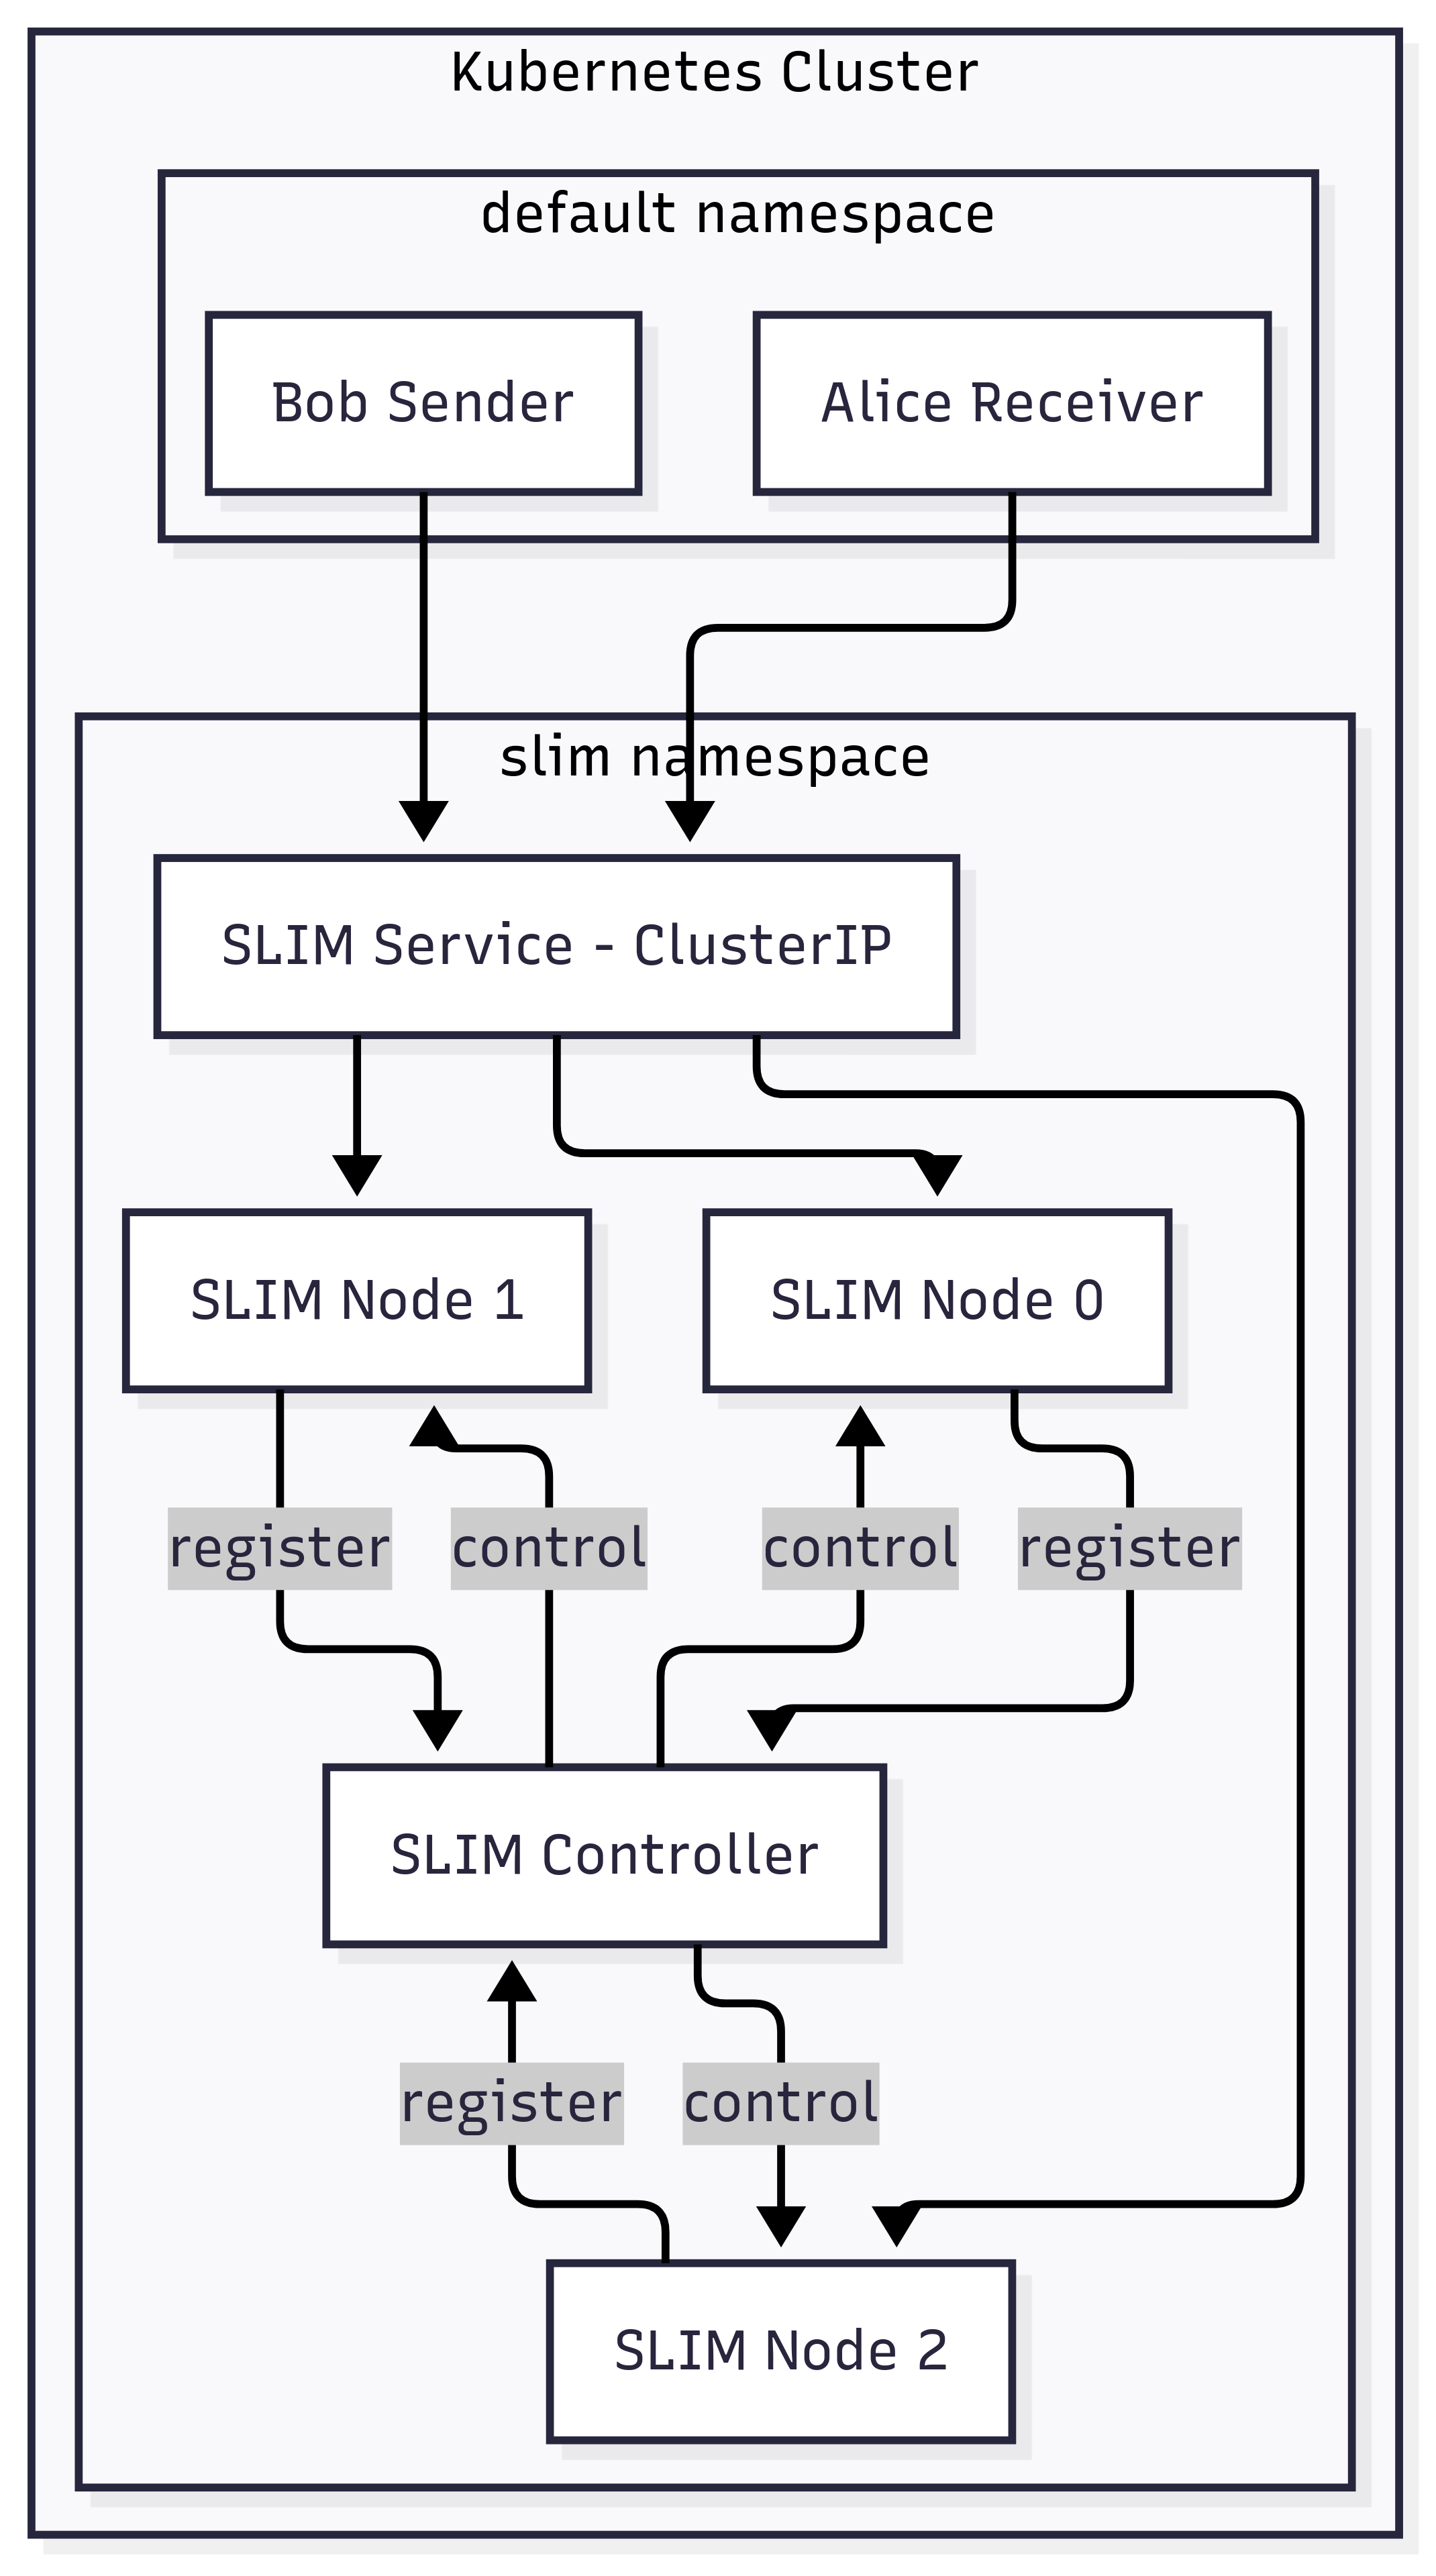 Kubernetes Cluster
default namespace
Bob Sender
Alice Receiver
slim namespace
SLIM Service - ClusterIP
SLIM Node 1
SLIM Node 0
register
control
control
register
SLIM Controller
register
control
SLIM Node 2